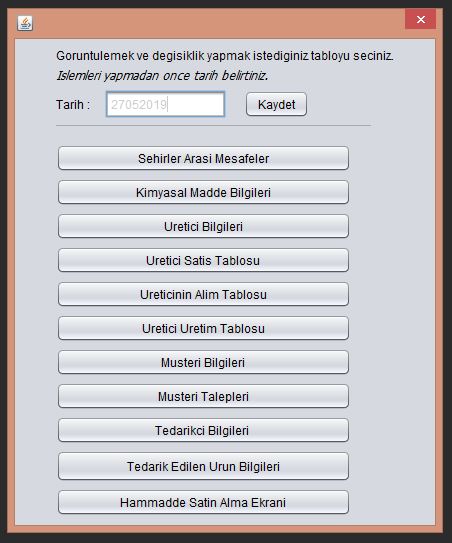 Goruntulemek ve degisiklik yapmak istediginiz tabloyu seciniz.
Islemleri yapmadan once tarih belirtiniz.
Tarih : 27052019 Kaydet
Sehirler Arasi Mesafeler
Kimyasal Madde Bilgileri
Uretici Bilgileri
Uretici Satis Tablosu
Ureticinin Alim Tablosu
Uretici Uretim Tablosu
Musteri Bilgileri
Musteri Talepleri
Tedarikci Bilgileri
Tedarik Edilen Urun Bilgileri
Hammadde Satin Alma Ekrani